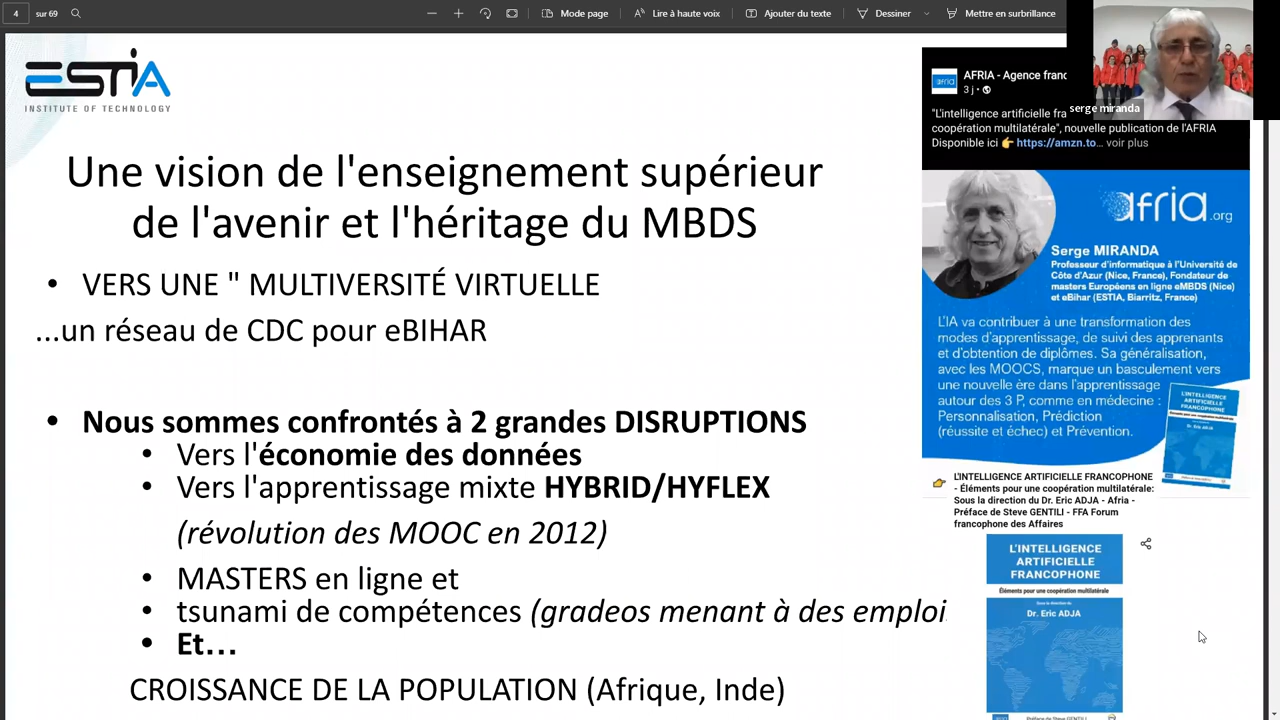 4 sur 69
Mode page
Lire à haute voix
Ajouter du texte
Dessiner
Mettre en surbrillance
ESTIA
INSTITUTE OF TECHNOLOGY
Une vision de l'enseignement supérieur
de l'avenir et l'héritage du MBDS
• VERS UNE " MULTIVERSITÉ VIRTUELLE
...un réseau de CDC pour eBIHAR
• Nous sommes confrontés à 2 grandes DISRUPTIONS
• Vers l'économie des données
• Vers l'apprentissage mixte HYBRID/HYFLEX
(révolution des MOOC en 2012)
• MASTERS en ligne et
• tsunami de compétences (gradeos menant à des emploi
• Et...
CROISSANCE DE LA POPULATION (Afrique, Inde)
serge miranda
AFRIA - Agence franc
3 j •
"L'intelligence artificielle fra
coopération multilatérale", nouvelle publication de l'AFRIA
Disponible ici 👉 https://amzn.to… voir plus
afria.org
Serge MIRANDA
Professeur d'informatique à l'Université de
Côte d'Azur (Nice, France), Fondateur de
masters Européens en ligne eMBDS (Nice)
et eBihar (ESTIA, Biarritz, France)
L'IA va contribuer à une transformation des
modes d'apprentissage, de suivi des apprenants
et d'obtention de diplômes. Sa généralisation,
avec les MOOCS, marque un basculement vers
une nouvelle ère dans l'apprentissage
autour des 3 P, comme en médecine :
Personnalisation, Prédiction
(réussite et échec) et Prévention.
L'INTELLIGENCE
ARTIFICIELLE
FRANCOPHONE
Dr. Eric ADJA
👉 L'INTELLIGENCE ARTIFICIELLE FRANCOPHONE
- Éléments pour une coopération multilatérale:
Sous la direction du Dr. Eric ADJA - Afria -
Préface de Steve GENTILI - FFA Forum
francophone des Affaires
L'INTELLIGENCE
ARTIFICIELLE
FRANCOPHONE
Éléments pour une coopération multilatérale
Sous la direction du
Dr. Eric ADJA
Préface de Steve GENTILI